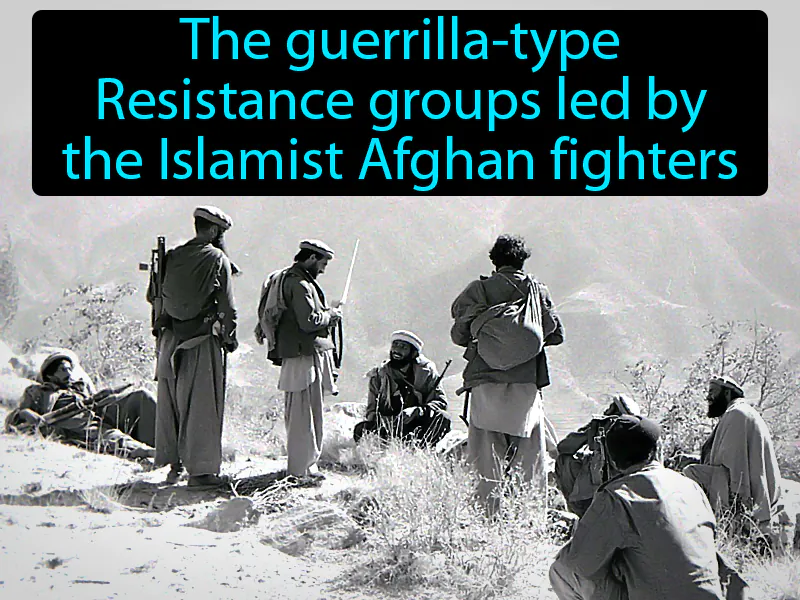 The guerrilla-type
Resistance groups led by
the Islamist Afghan fighters